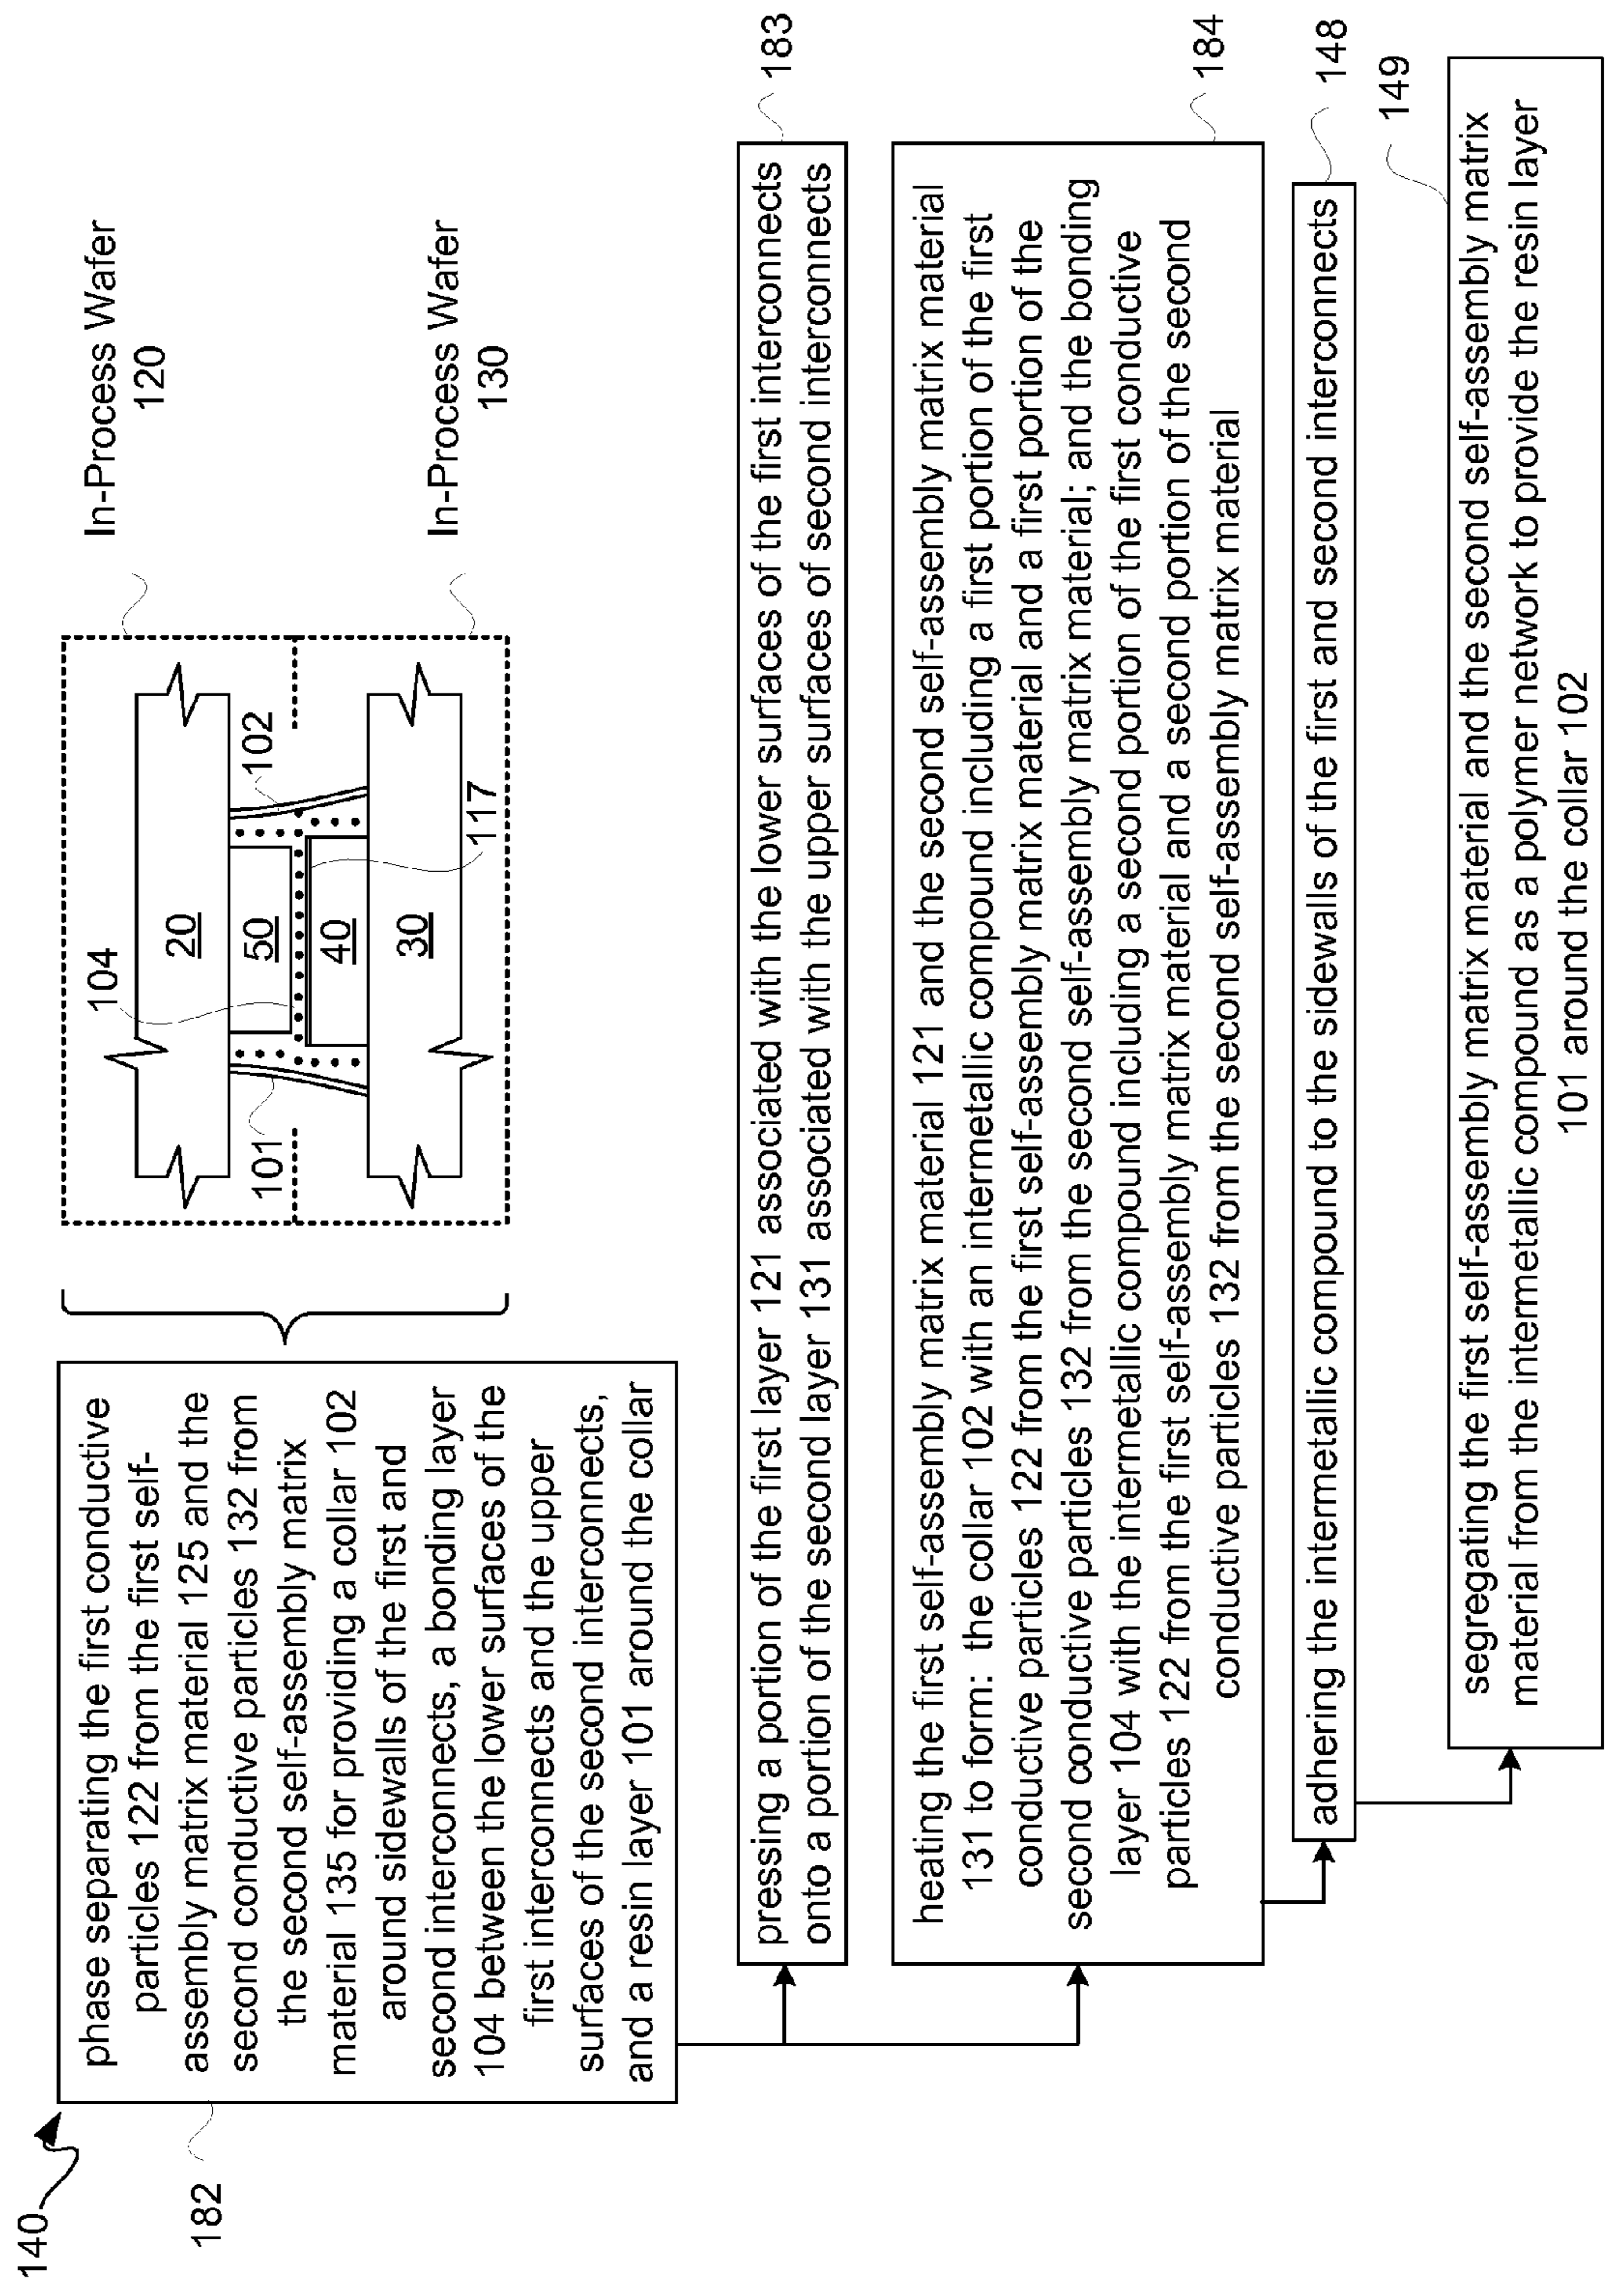 140
182
phase separating the first conductive
particles 122 from the first self-
assembly matrix material 125 and the
second conductive particles 132 from
the second self-assembly matrix
material 135 for providing a collar 102
around sidewalls of the first and
second interconnects, a bonding layer
104 between the lower surfaces of the
first interconnects and the upper
surfaces of the second interconnects,
and a resin layer 101 around the collar
104
101
20
50
40
30
102
117
In-Process Wafer
120
In-Process Wafer
130
pressing a portion of the first layer 121 associated with the lower surfaces of the first interconnects
onto a portion of the second layer 131 associated with the upper surfaces of second interconnects
183
heating the first self-assembly matrix material 121 and the second self-assembly matrix material
131 to form: the collar 102 with an intermetallic compound including a first portion of the first
conductive particles 122 from the first self-assembly matrix material and a first portion of the
second conductive particles 132 from the second self-assembly matrix material; and the bonding
layer 104 with the intermetallic compound including a second portion of the first conductive
particles 122 from the first self-assembly matrix material and a second portion of the second
conductive particles 132 from the second self-assembly matrix material
184
adhering the intermetallic compound to the sidewalls of the first and second interconnects
148
149
segregating the first self-assembly matrix material and the second self-assembly matrix
material from the intermetallic compound as a polymer network to provide the resin layer
101 around the collar 102